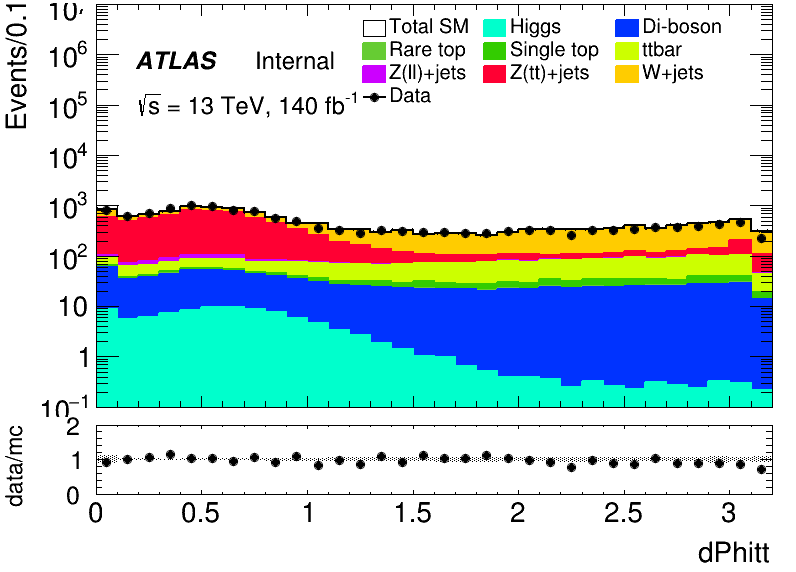 Events/0.1
10⁷
10⁶
10⁵
10⁴
10³
10²
10
1
10⁻¹
Total SM Higgs Di-boson
Rare top Single top ttbar
Z(ll)+jets Z(tt)+jets W+jets
Data
ATLAS Internal
√s = 13 TeV, 140 fb⁻¹
data/mc
2
1
0
0 0.5 1 1.5 2 2.5 3
dPhitt